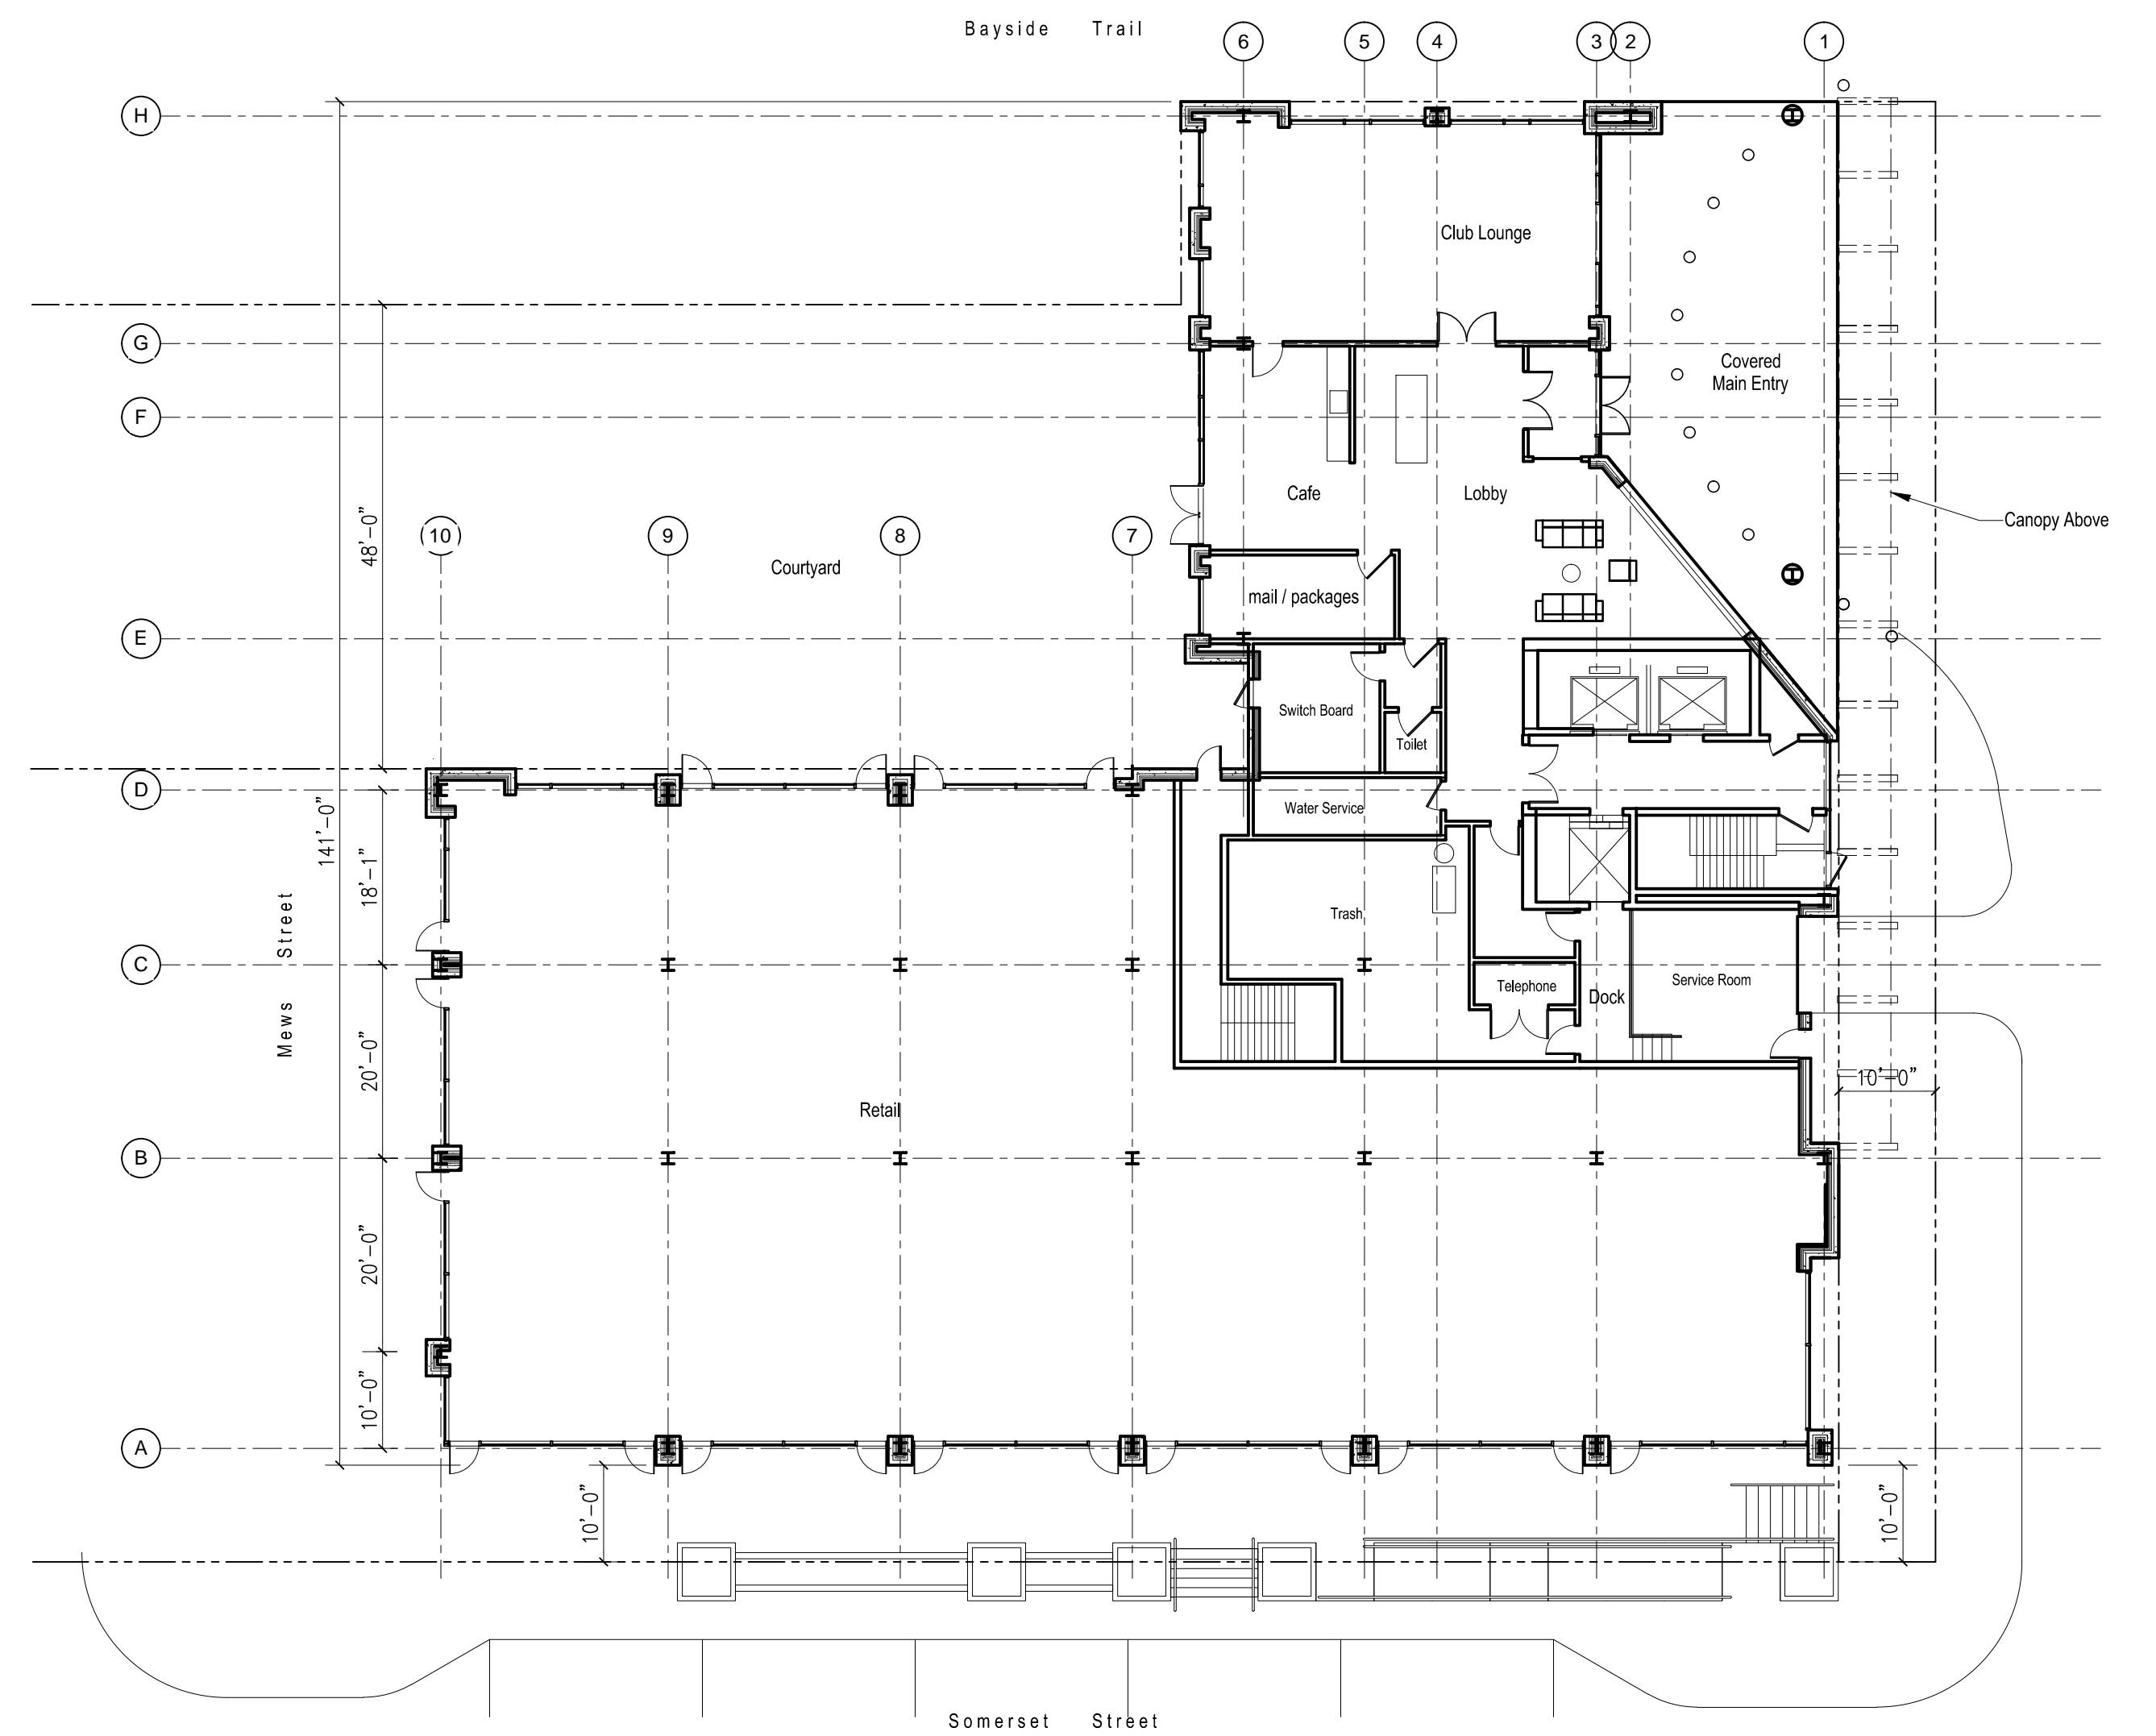 Bayside Trail
6
5
4
3
2
1
H
Club Lounge
G
Covered
Main Entry
F
Cafe
Lobby
Canopy Above
48'-0"
10
9
8
7
Courtyard
mail / packages
E
Switch Board
Toilet
D
Water Service
141'-0"
18'-1"
Trash
Mews Street
C
Telephone
Dock
Service Room
20'-0"
10'-0"
Retail
B
20'-0"
10'-0"
A
10'-0"
10'-0"
Somerset Street